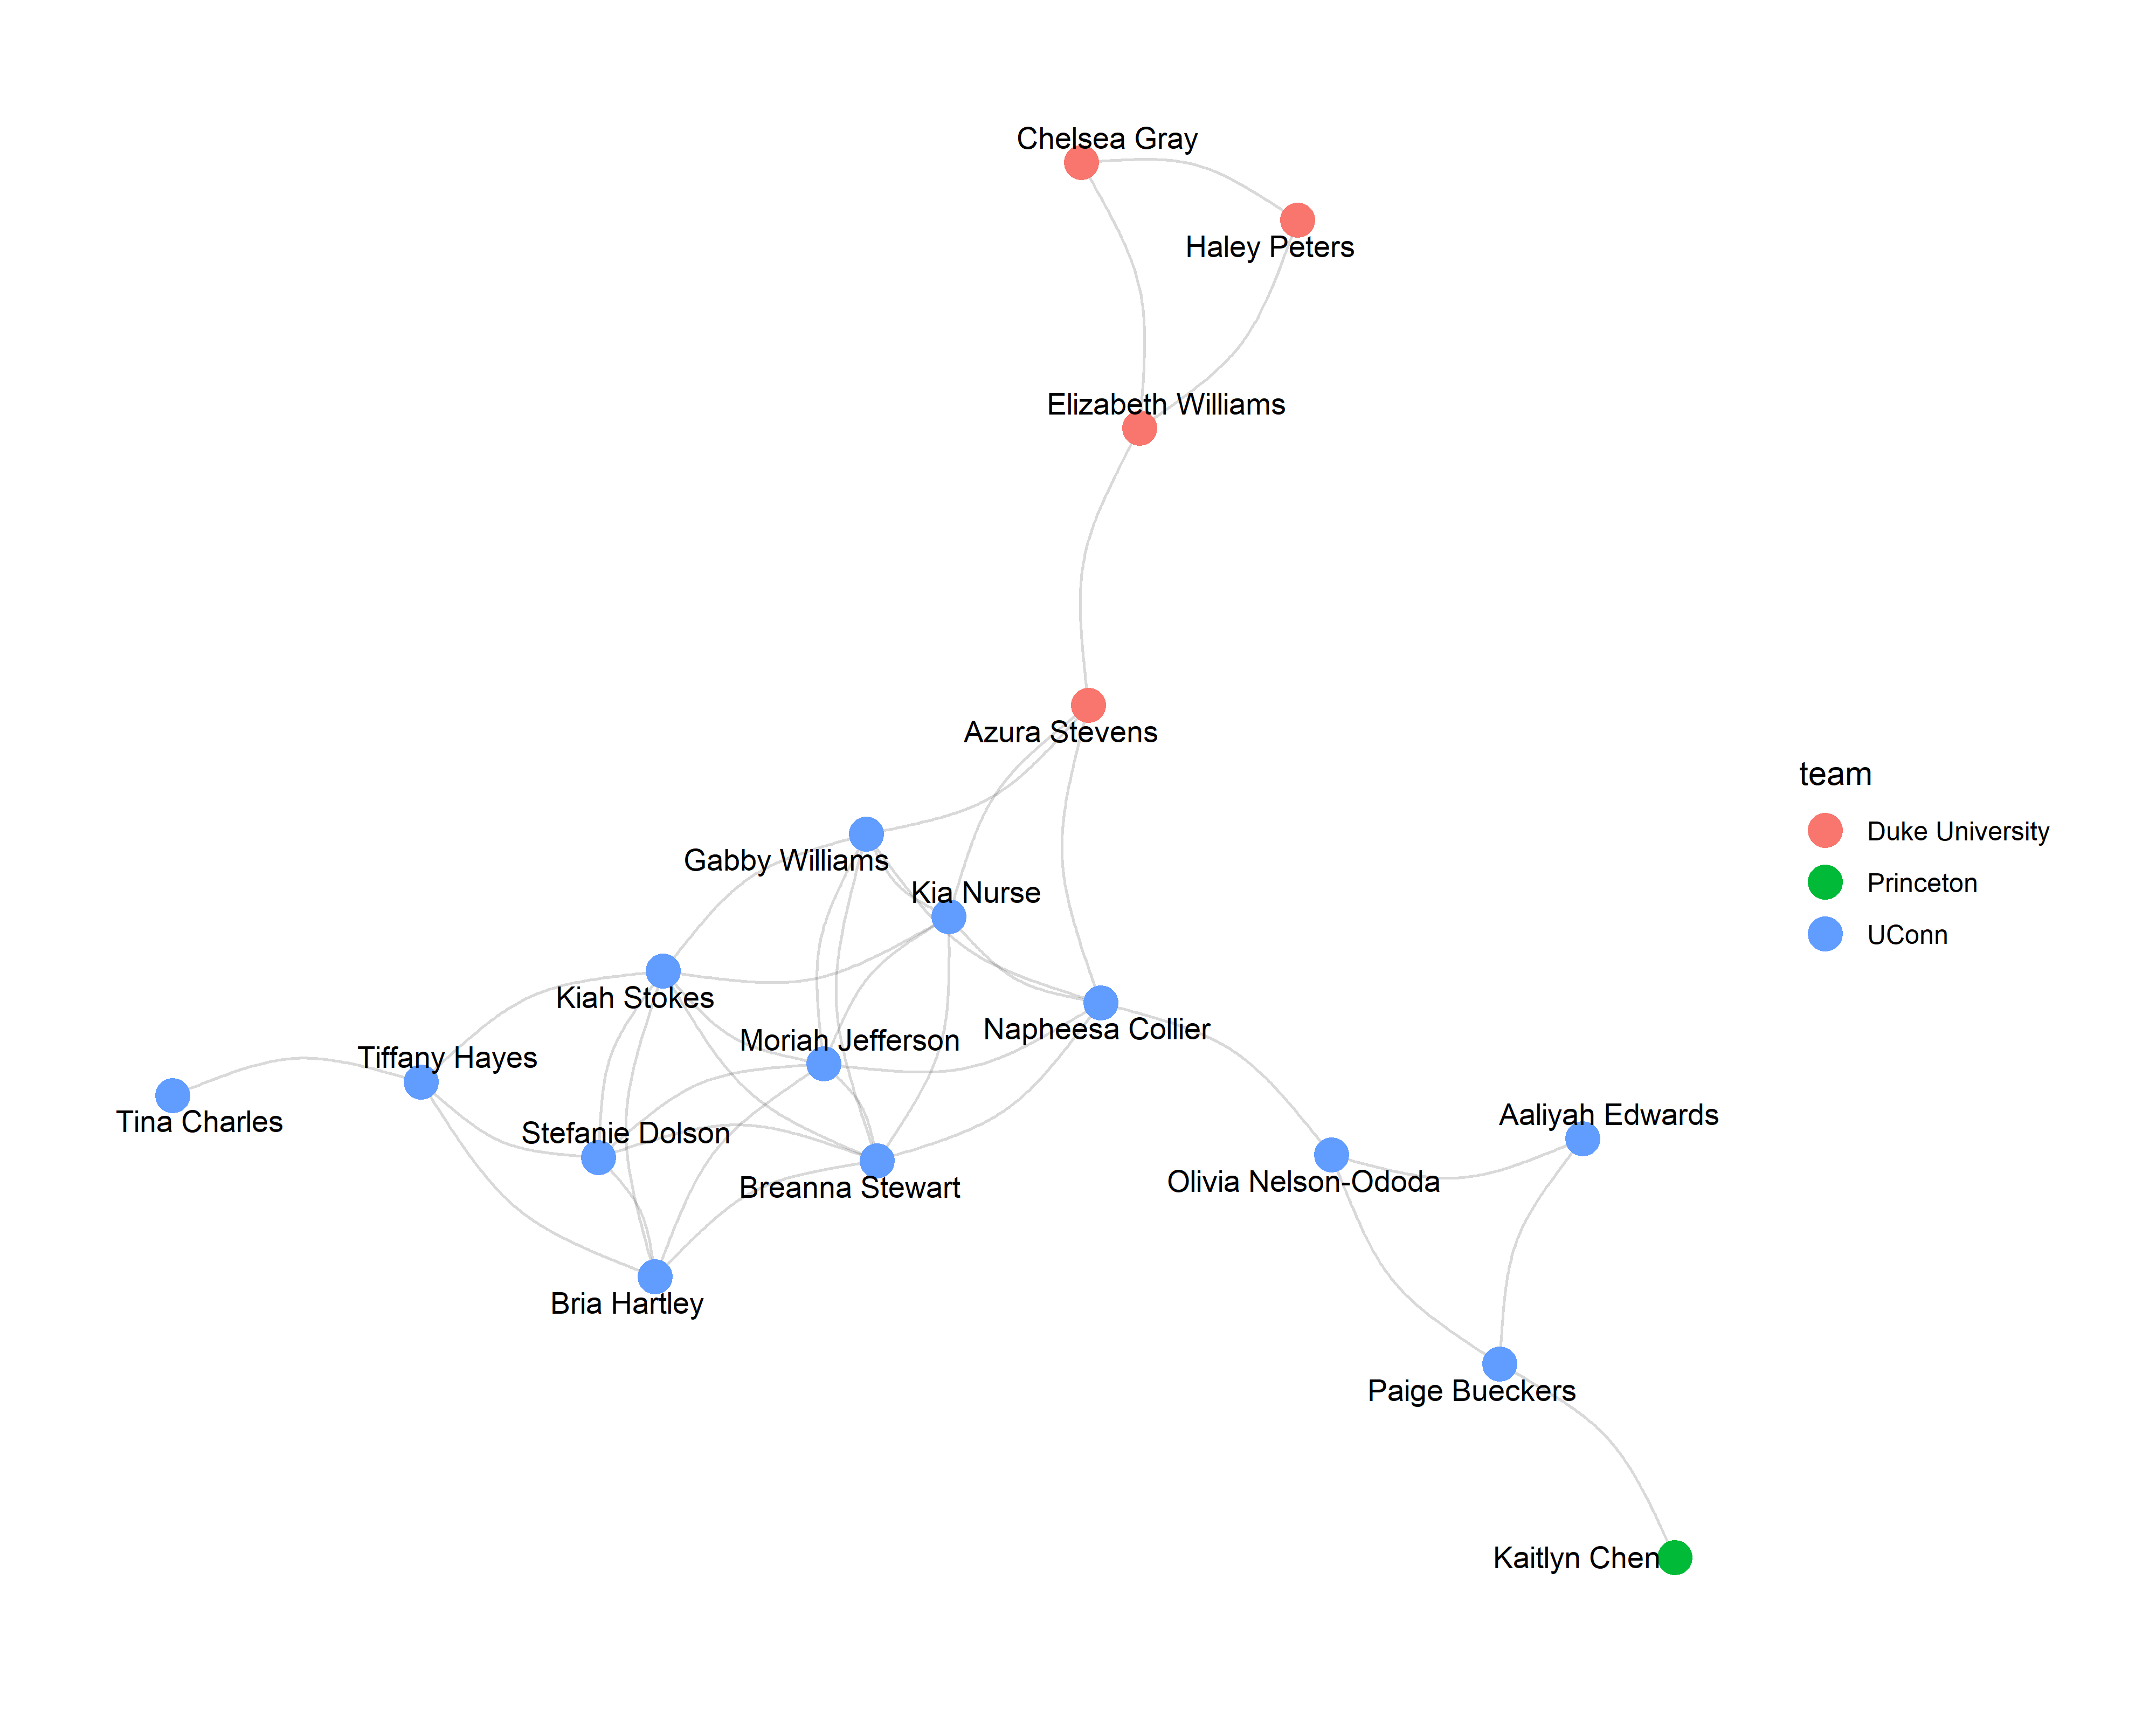 Chelsea Gray
Haley Peters
Elizabeth Williams
Azura Stevens
team
Duke University
Gabby Williams
Princeton
Kia Nurse
UConn
Kiah Stokes
Napheesa Collier
Moriah Jefferson
Tiffany Hayes
Aaliyah Edwards
Tina Charles
Stefanie Dolson
Olivia Nelson-Ododa
Breanna Stewart
Bria Hartley
Paige Bueckers
Kaitlyn Chen